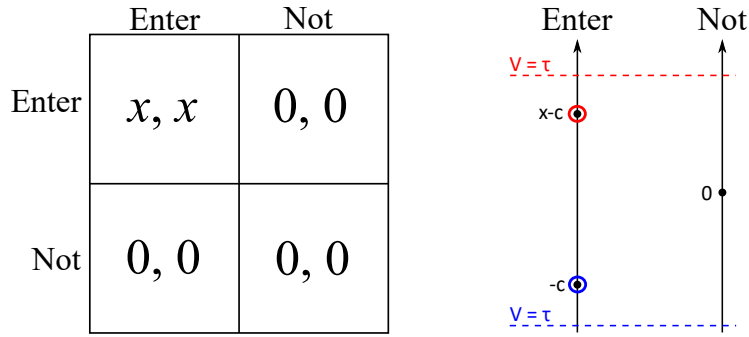 Enter Not
Enter x, x 0, 0
Not 0, 0 0, 0
Enter Not
V = τ
x-c
0
-c
V = τ